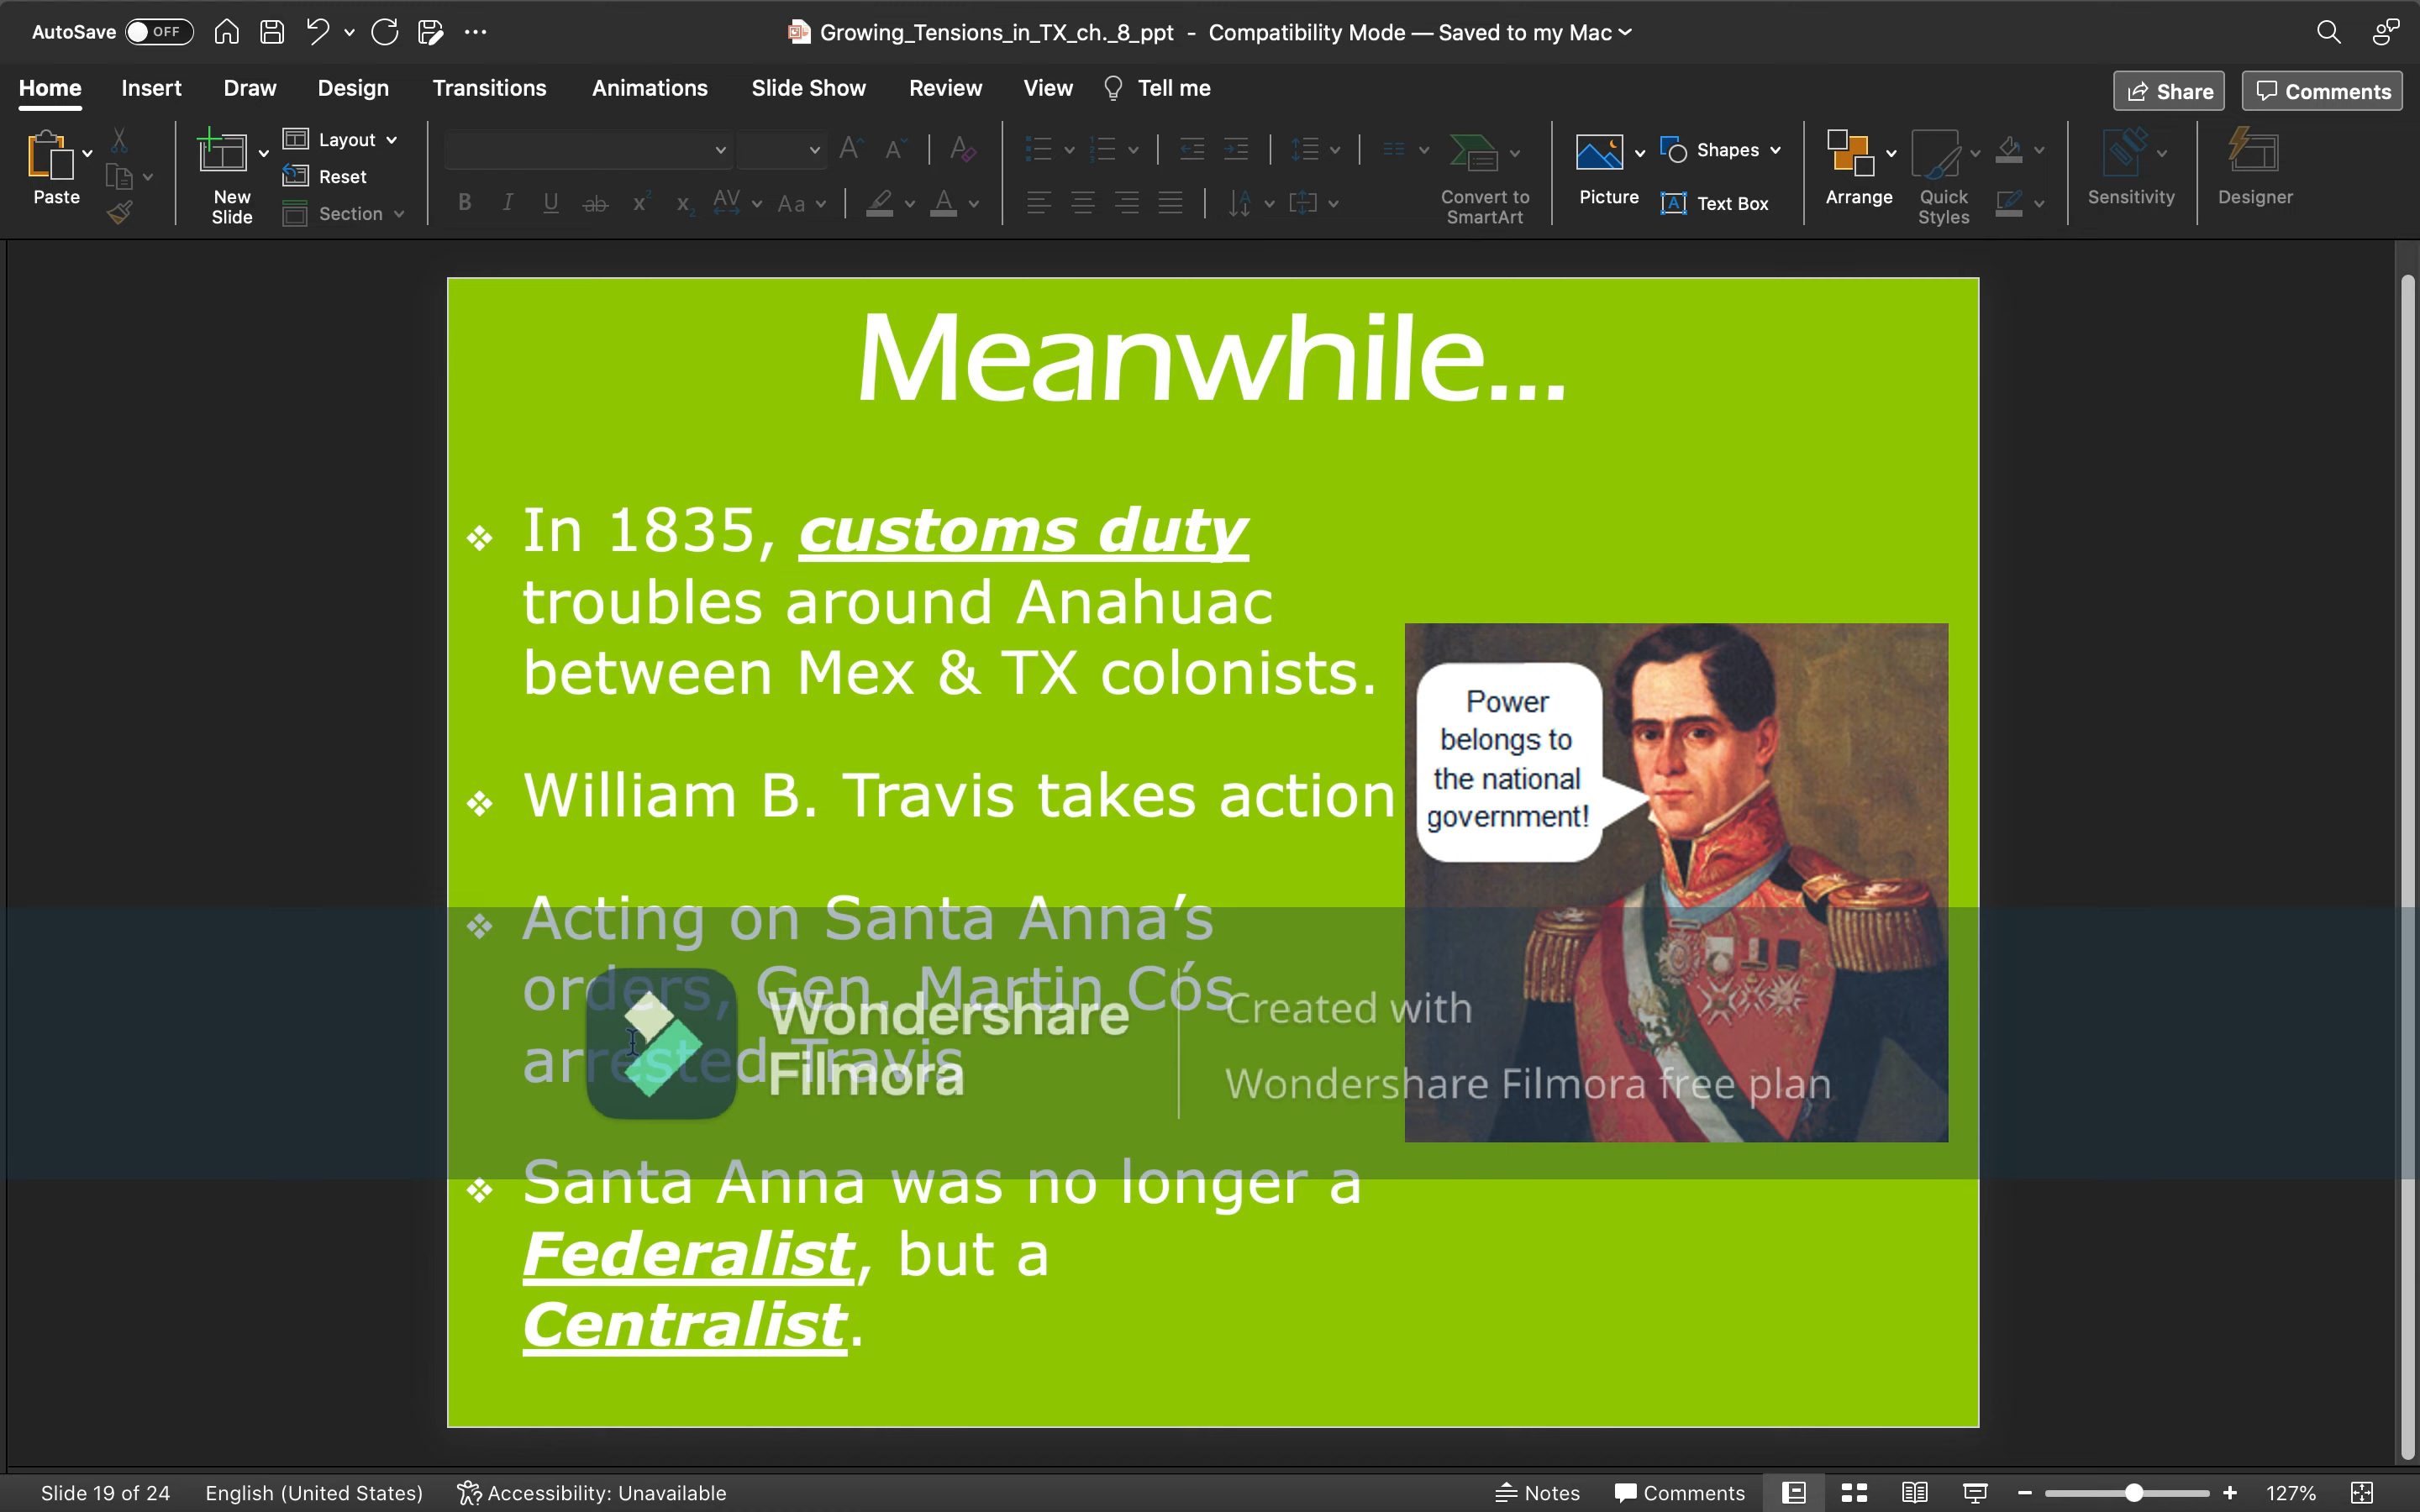 AutoSave OFF
Growing_Tensions_in_TX_ch._8_ppt - Compatibility Mode — Saved to my Mac
Home Insert Draw Design Transitions Animations Slide Show Review View Tell me
Share Comments
Paste
New Slide
Layout
Reset
Section
Convert to SmartArt
Picture
Shapes
Text Box
Arrange
Quick Styles
Sensitivity
Designer
Meanwhile...
❖ In 1835, customs duty
troubles around Anahuac
between Mex & TX colonists.
❖ William B. Travis takes action
❖ Acting on Santa Anna’s
orders, Gen. Martin Cós
arrested Travis
❖ Santa Anna was no longer a
Federalist, but a
Centralist.
Power
belongs to
the national
government!
Wondershare
Filmora
Created with
Wondershare Filmora free plan
Slide 19 of 24 English (United States) Accessibility: Unavailable Notes Comments 127%